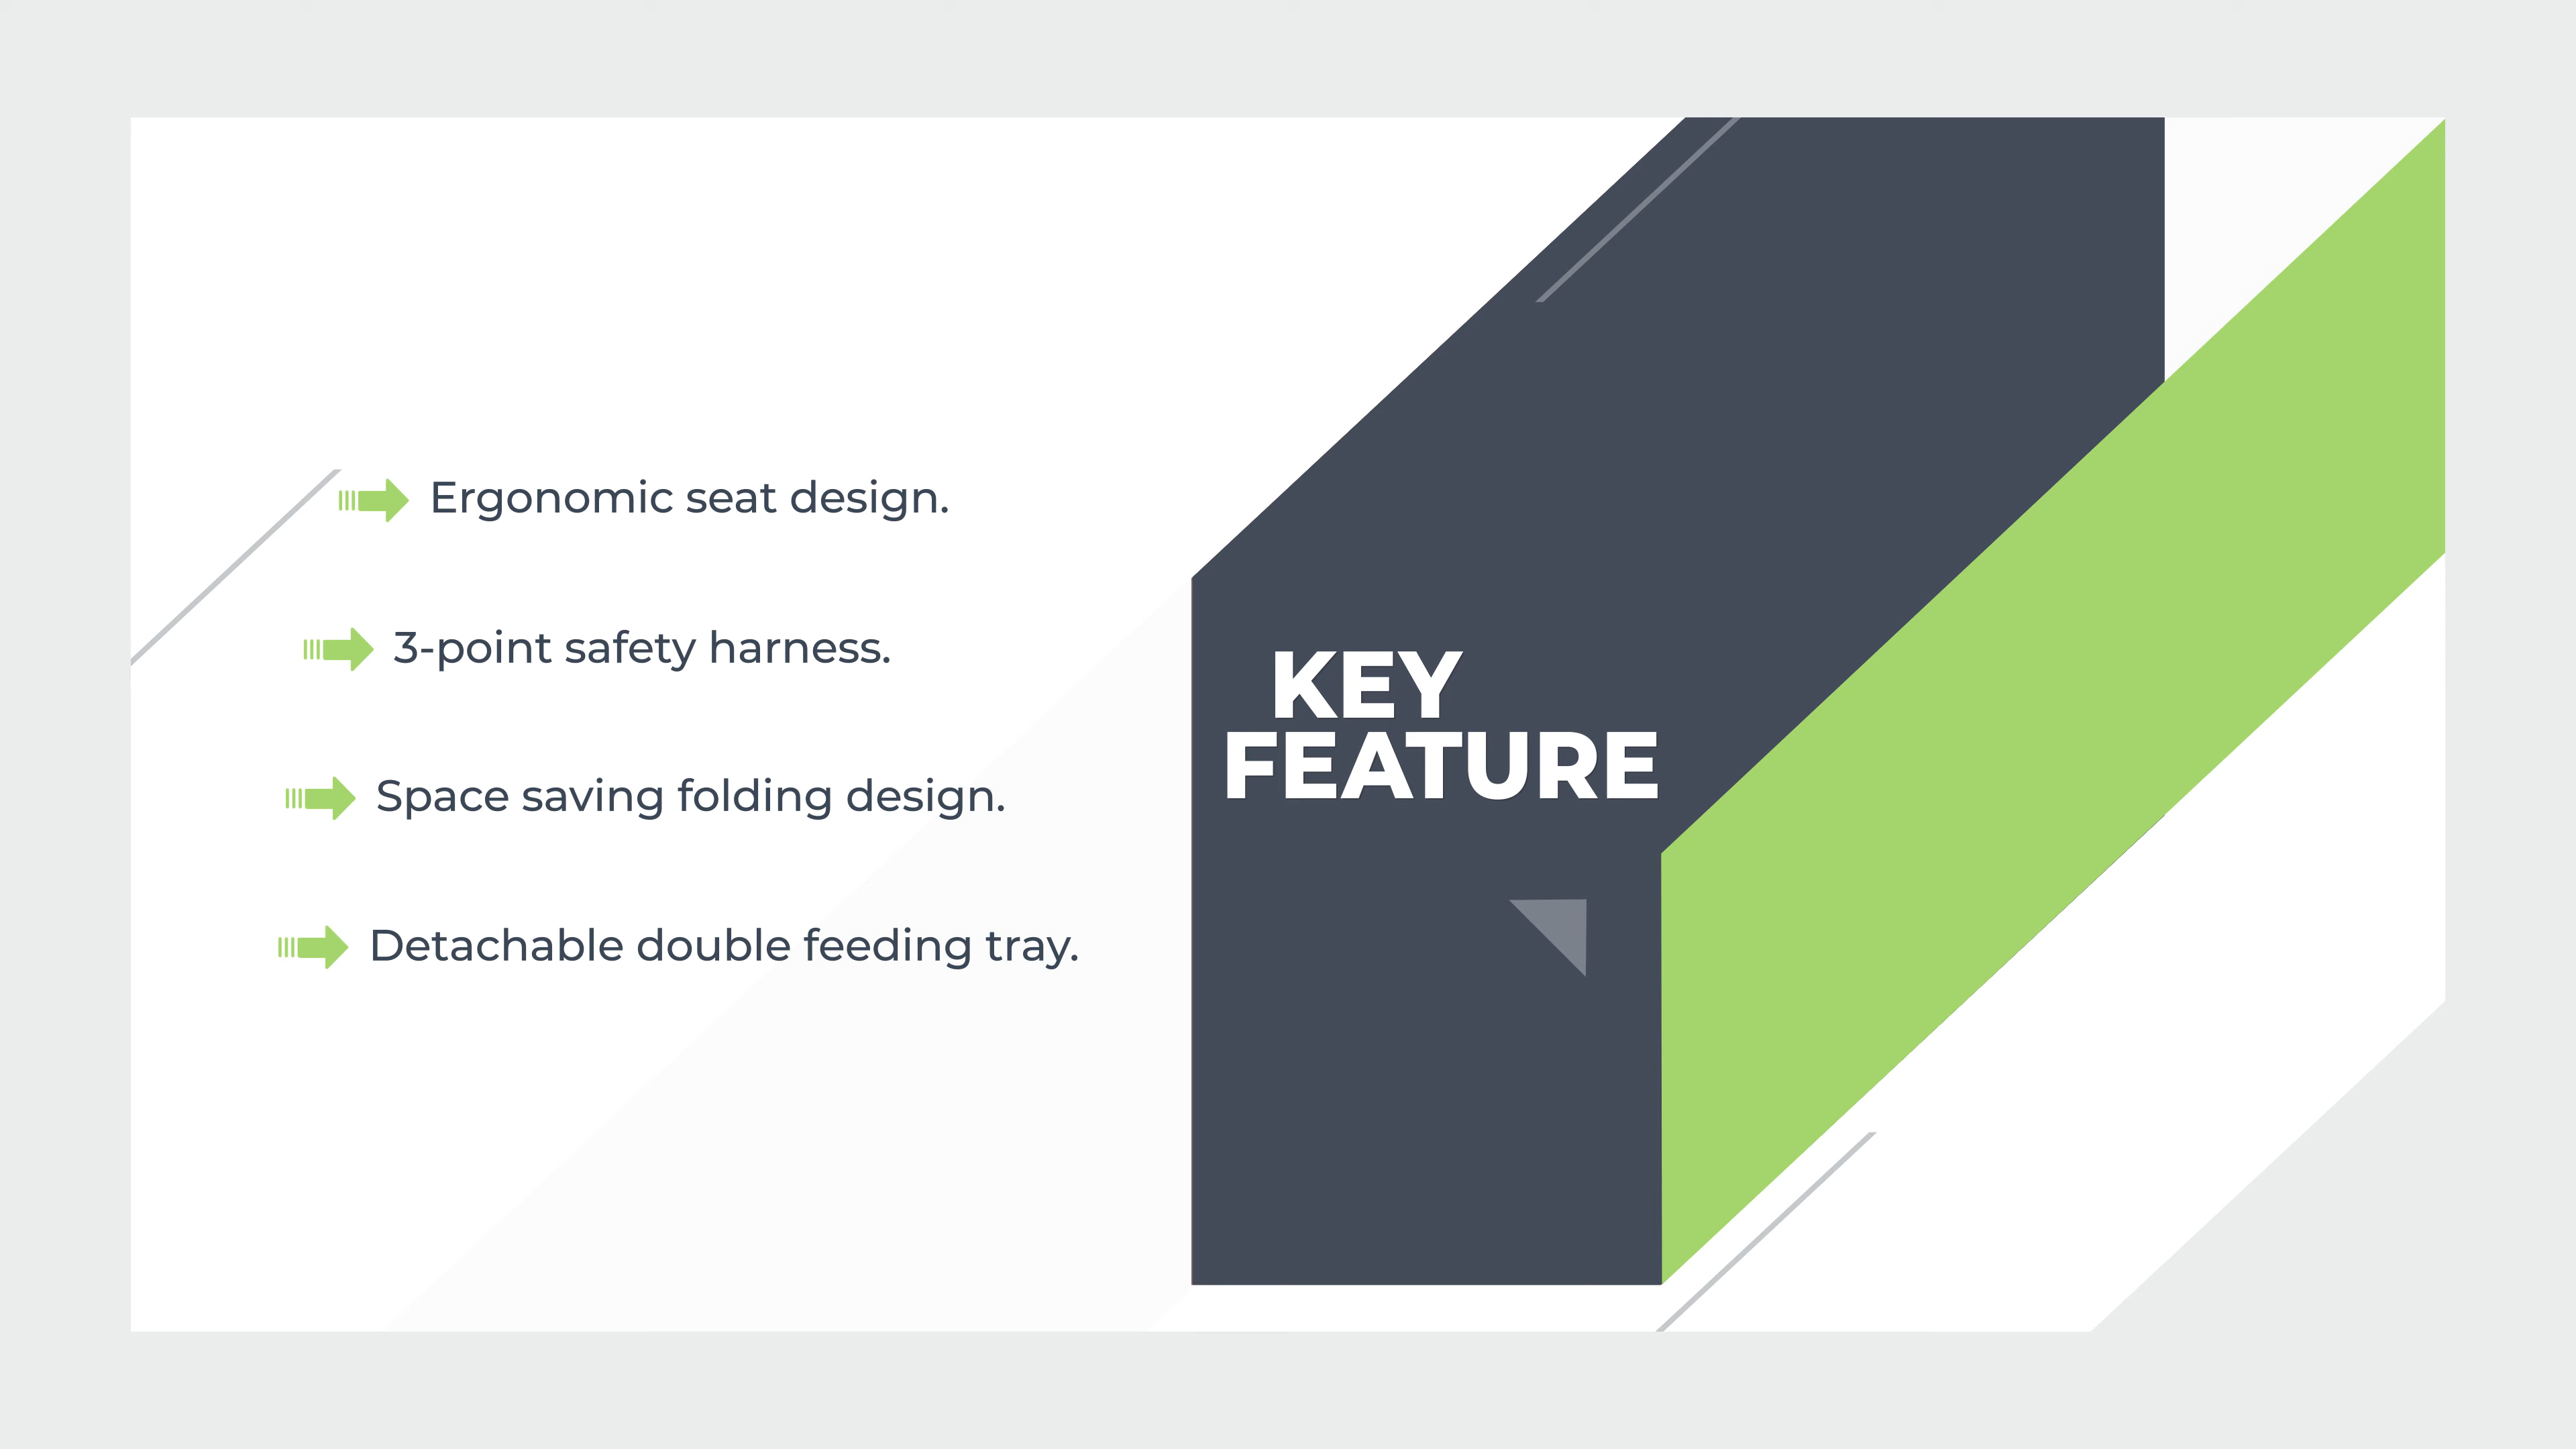 Ergonomic seat design.
3-point safety harness.
Space saving folding design.
Detachable double feeding tray.
KEY
FEATURE